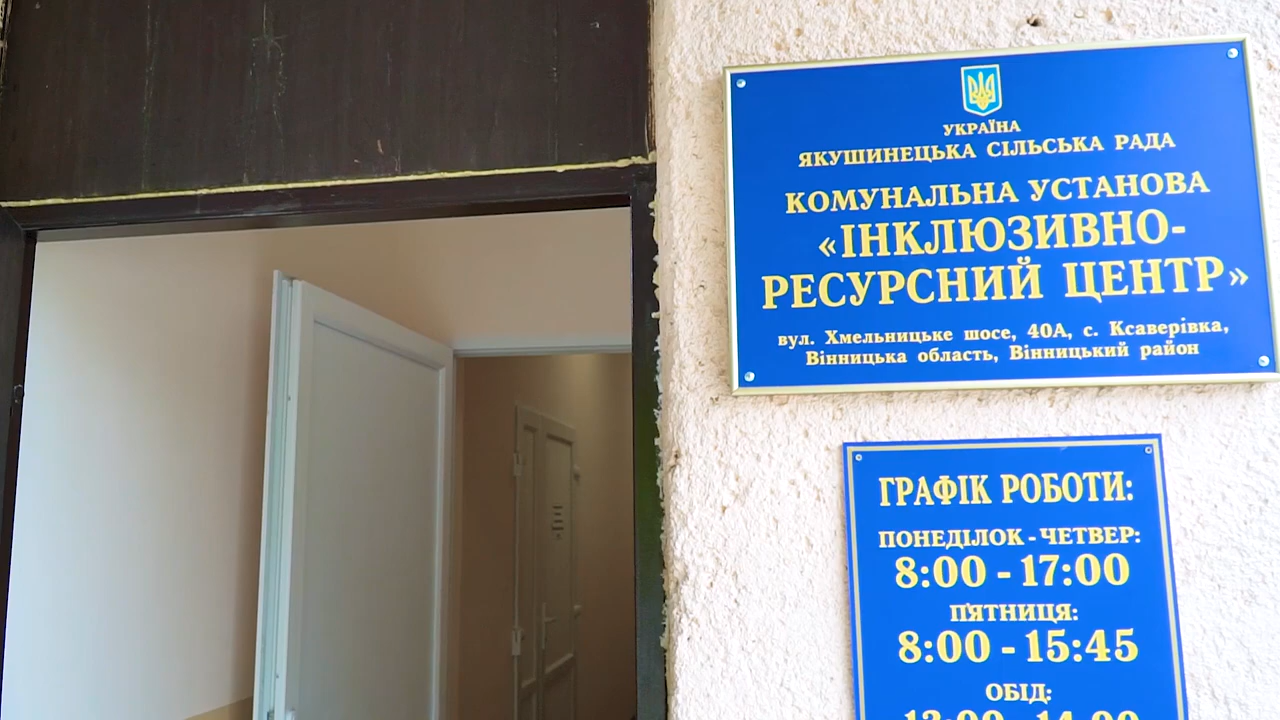 УКРАЇНА
ЯКУШИНЕЦЬКА СІЛЬСЬКА РАДА
КОМУНАЛЬНА УСТАНОВА
«ІНКЛЮЗИВНО-
РЕСУРСНИЙ ЦЕНТР»
вул. Хмельницьке шосе, 40А, с. Ксаверівка,
Вінницька область, Вінницький район
ГРАФІК РОБОТИ:
ПОНЕДІЛОК - ЧЕТВЕР:
8:00 - 17:00
П'ЯТНИЦЯ:
8:00 - 15:45
ОБІД: